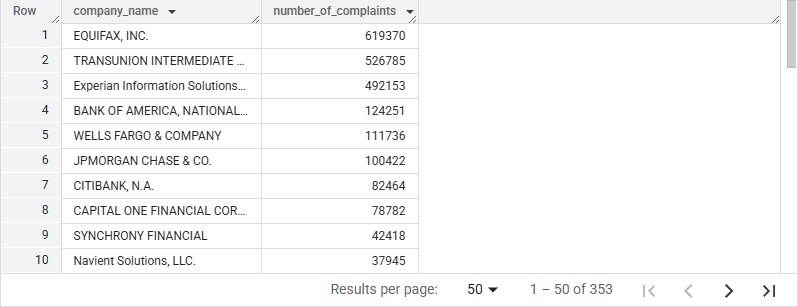 Row company_name number_of_complaints
1 EQUIFAX, INC. 619370
2 TRANSUNION INTERMEDIATE ... 526785
3 Experian Information Solutions... 492153
4 BANK OF AMERICA, NATIONAL... 124251
5 WELLS FARGO & COMPANY 111736
6 JPMORGAN CHASE & CO. 100422
7 CITIBANK, N.A. 82464
8 CAPITAL ONE FINANCIAL COR... 78782
9 SYNCHRONY FINANCIAL 42418
10 Navient Solutions, LLC. 37945
Results per page: 50 1 – 50 of 353